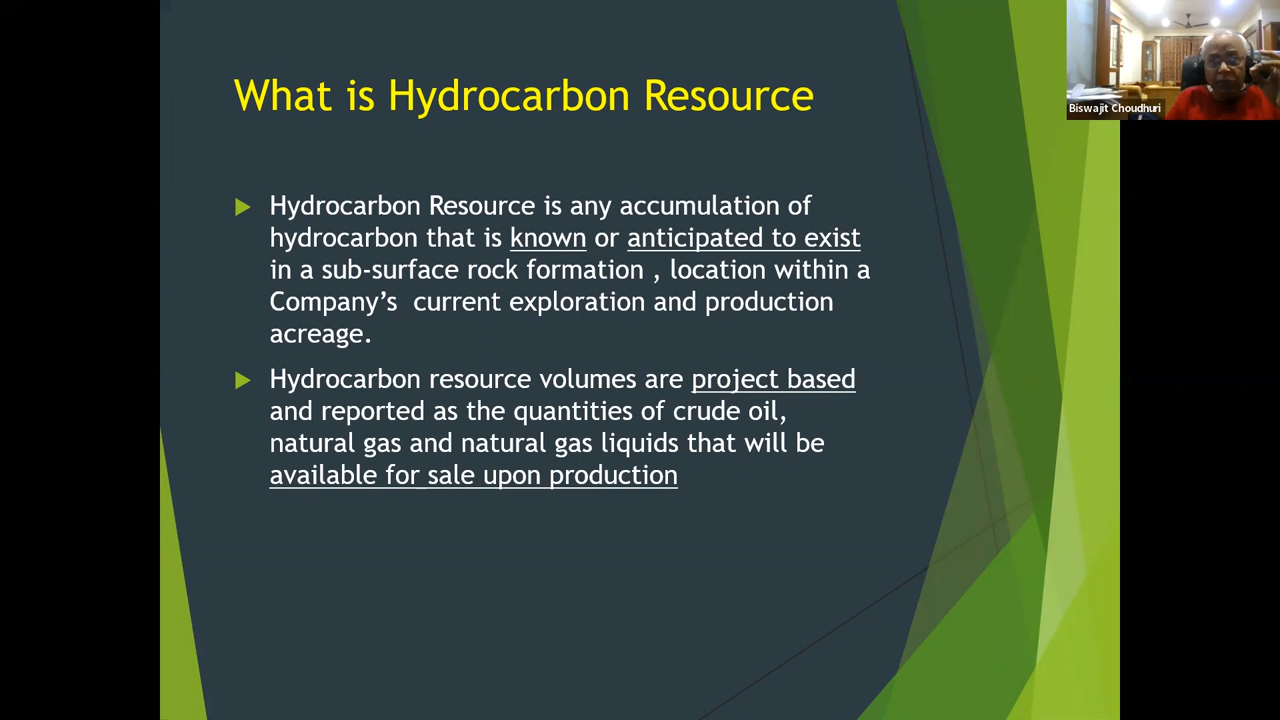 What is Hydrocarbon Resource
Biswajit Choudhuri
Hydrocarbon Resource is any accumulation of
hydrocarbon that is known or anticipated to exist
in a sub-surface rock formation , location within a
Company’s  current exploration and production
acreage.
Hydrocarbon resource volumes are project based
and reported as the quantities of crude oil,
natural gas and natural gas liquids that will be
available for sale upon production